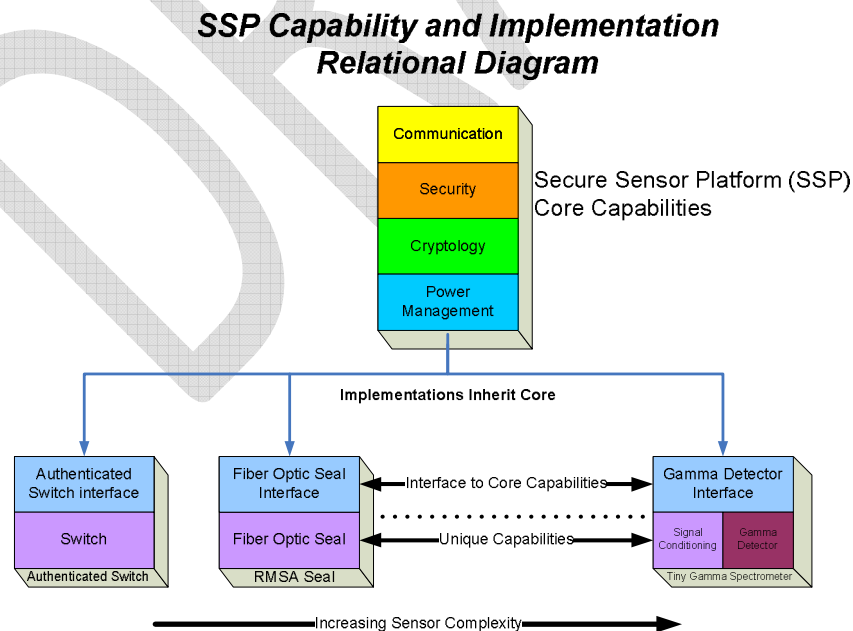 SSP Capability and Implementation
Relational Diagram
Communication
Security
Cryptology
Power
Management
Secure Sensor Platform (SSP)
Core Capabilities
Implementations Inherit Core
Authenticated
Switch interface
Switch
Authenticated Switch
Fiber Optic Seal
Interface
Fiber Optic Seal
RMSA Seal
Interface to Core Capabilities
Unique Capabilities
Gamma Detector
Interface
Signal
Conditioning
Gamma
Detector
Tiny Gamma Spectrometer
Increasing Sensor Complexity